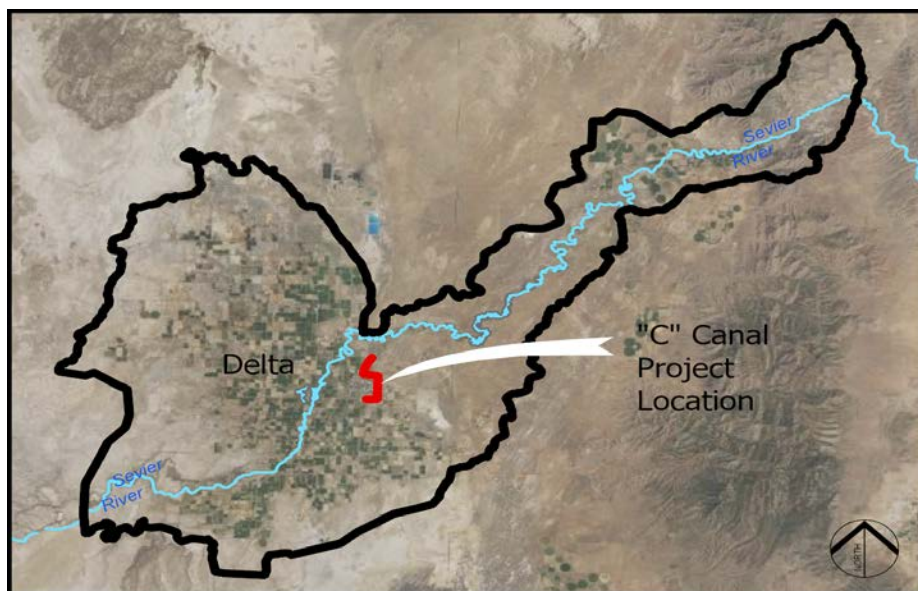 Sevier
River
"C" Canal
Project
Location
Delta
Sevier
River
NORTH